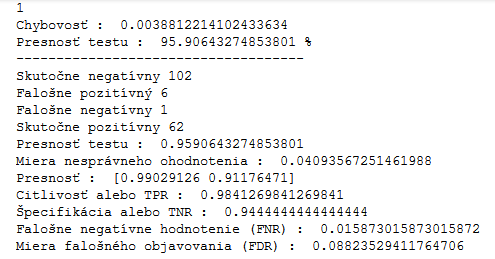 1
Chybovosť :  0.0038812214102433634
Presnosť testu :  95.90643274853801 %
------------------------------------
Skutočne negatívny 102
Falošne pozitívný 6
Falošne negatívny 1
Skutočne pozitívny 62
Presnosť testu :  0.9590643274853801
Miera nesprávneho ohodnotenia :  0.04093567251461988
Presnosť :  [0.99029126 0.91176471]
Citlivosť alebo TPR :  0.9841269841269841
Špecifikácia alebo TNR :  0.9444444444444444
Falošne negatívne hodnotenie (FNR) :  0.015873015873015872
Miera falošného objavovania (FDR) :  0.08823529411764706